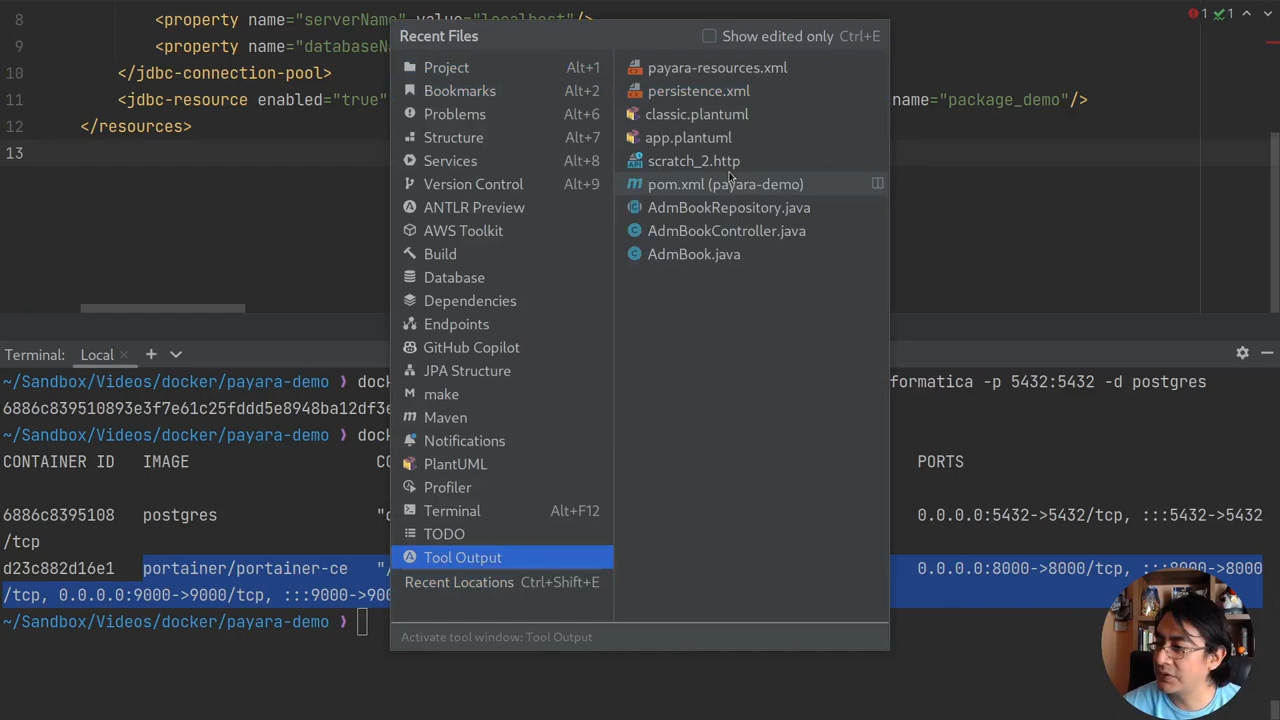 8 <property name="serverName" value="localhost"/>
9 <property name="databaseNa
10 </jdbc-connection-pool>
11 <jdbc-resource enabled="true" name="package_demo"/>
12 </resources>
13
1 1
Recent Files
Show edited only Ctrl+E
Project Alt+1
Bookmarks Alt+2
Problems Alt+6
Structure Alt+7
Services Alt+8
Version Control Alt+9
ANTLR Preview
AWS Toolkit
Build
Database
Dependencies
Endpoints
GitHub Copilot
JPA Structure
make
Maven
Notifications
PlantUML
Profiler
Terminal Alt+F12
TODO
Tool Output
Recent Locations Ctrl+Shift+E
payara-resources.xml
persistence.xml
classic.plantuml
app.plantuml
scratch_2.http
pom.xml (payara-demo)
AdmBookRepository.java
AdmBookController.java
AdmBook.java
Activate tool window: Tool Output
Terminal: Local
~/Sandbox/Videos/docker/payara-demo ❯ doc formatica -p 5432:5432 -d postgres
6886c839510893e3f7e61c25fddd5e8948ba12df3e
~/Sandbox/Videos/docker/payara-demo ❯ doc
CONTAINER ID IMAGE CO PORTS
6886c8395108 postgres "d 0.0.0.0:5432->5432/tcp, :::5432->5432
/tcp
d23c882d16e1 portainer/portainer-ce "/ 0.0.0.0:8000->8000/tcp, :::8000->8000
/tcp, 0.0.0.0:9000->9000/tcp, :::9000->900
~/Sandbox/Videos/docker/payara-demo ❯